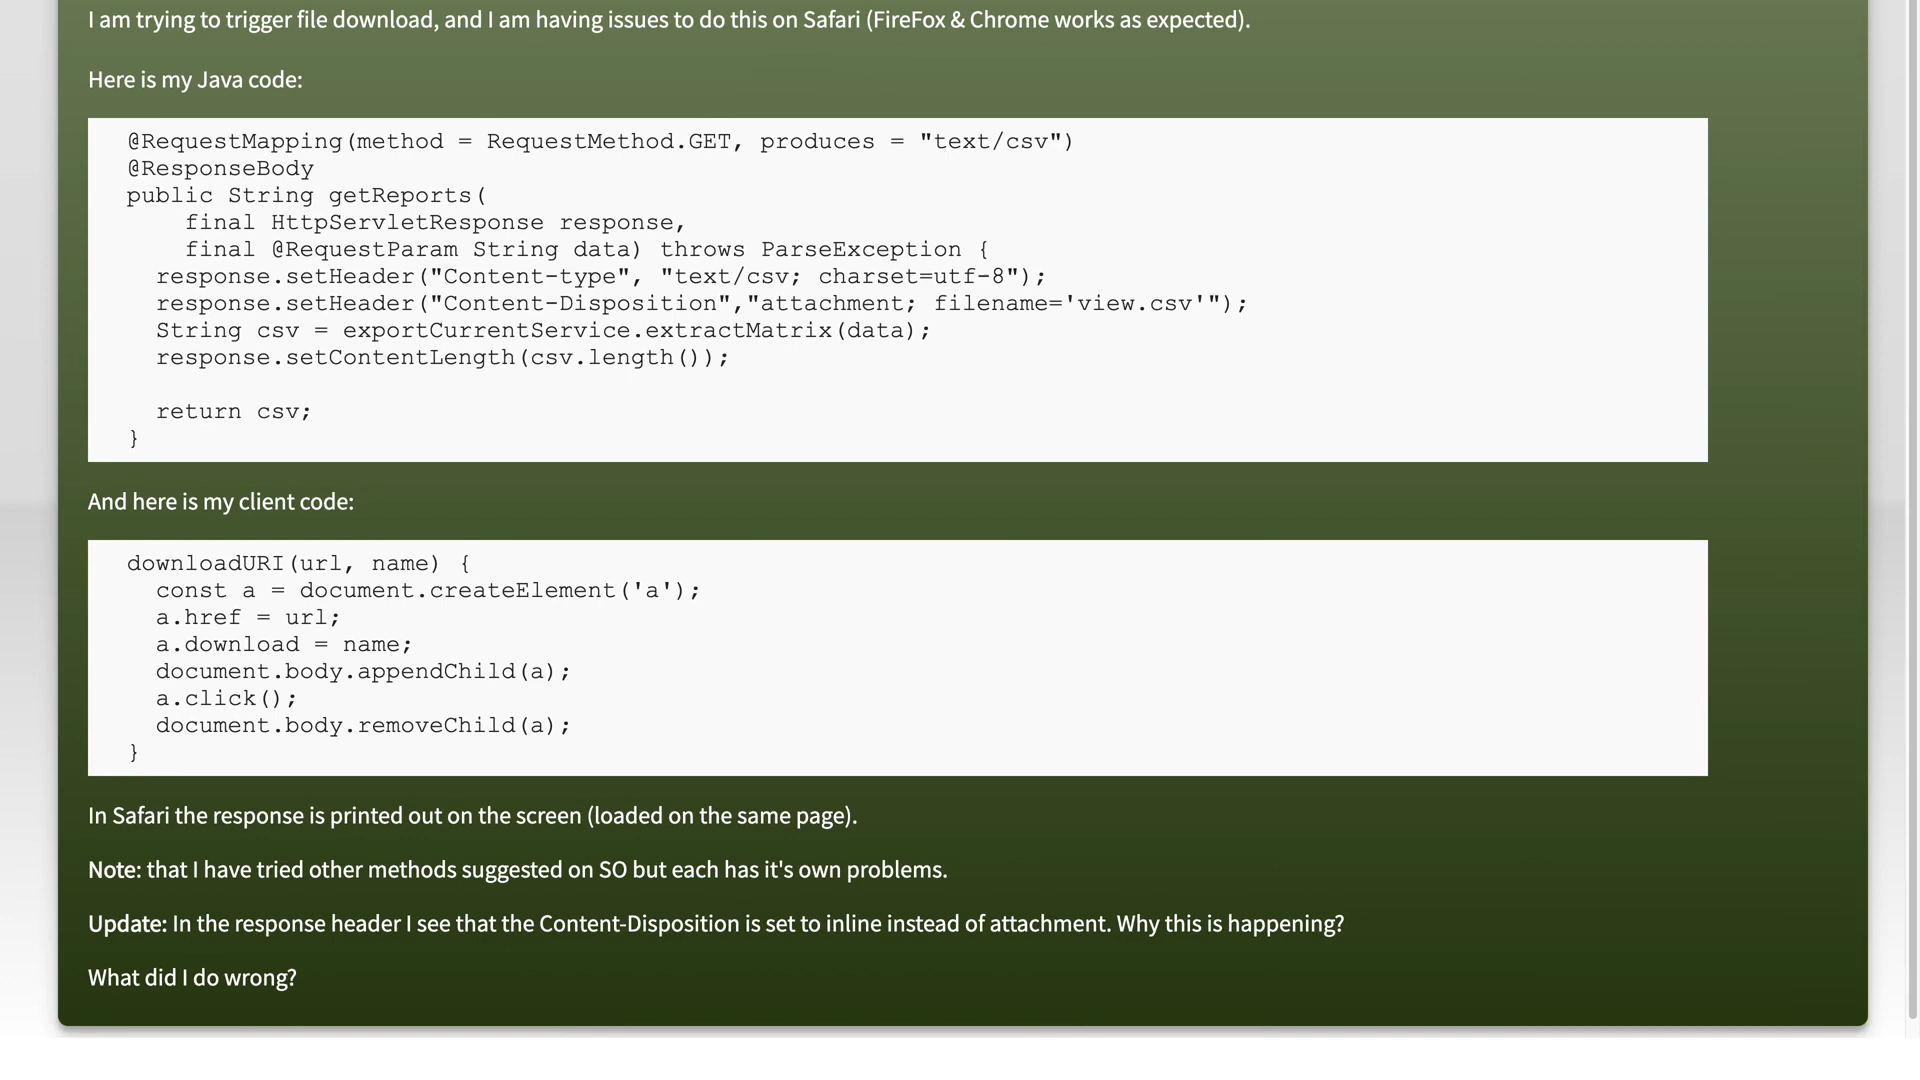 I am trying to trigger file download, and I am having issues to do this on Safari (FireFox & Chrome works as expected).
Here is my Java code:
@RequestMapping(method = RequestMethod.GET, produces = "text/csv")
@ResponseBody
public String getReports(
final HttpServletResponse response,
final @RequestParam String data) throws ParseException {
response.setHeader("Content-type", "text/csv; charset=utf-8");
response.setHeader("Content-Disposition","attachment; filename='view.csv'");
String csv = exportCurrentService.extractMatrix(data);
response.setContentLength(csv.length());
return csv;
}
And here is my client code:
downloadURI(url, name) {
const a = document.createElement('a');
a.href = url;
a.download = name;
document.body.appendChild(a);
a.click();
document.body.removeChild(a);
}
In Safari the response is printed out on the screen (loaded on the same page).
Note: that I have tried other methods suggested on SO but each has it's own problems.
Update: In the response header I see that the Content-Disposition is set to inline instead of attachment. Why this is happening?
What did I do wrong?